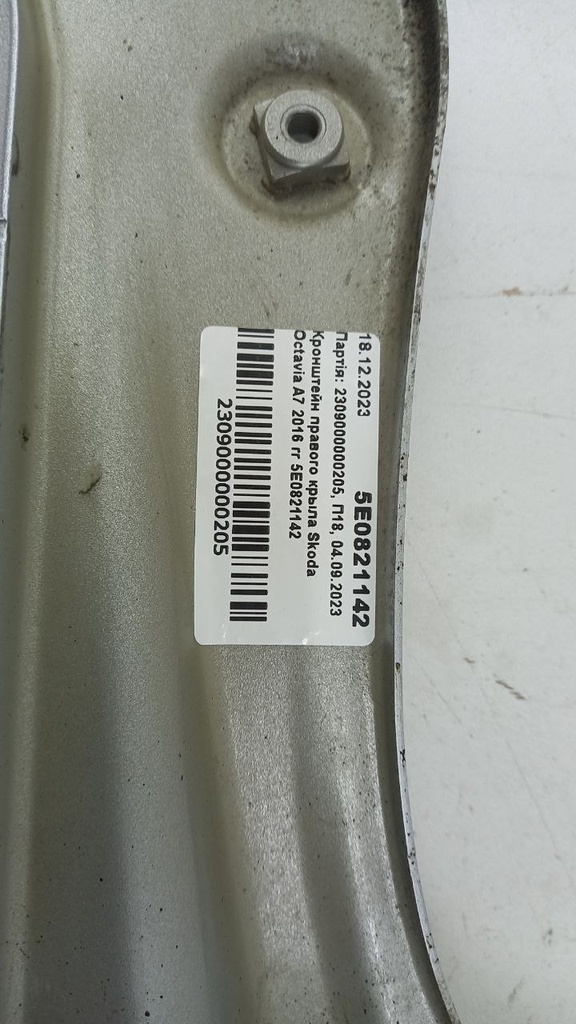 18.12.2023
5E0821142
Партія: 2309000000205, П18, 04.09.2023
Кронштейн правого крыла Skoda
Octavia A7 2016 гг 5E0821142
2309000000205